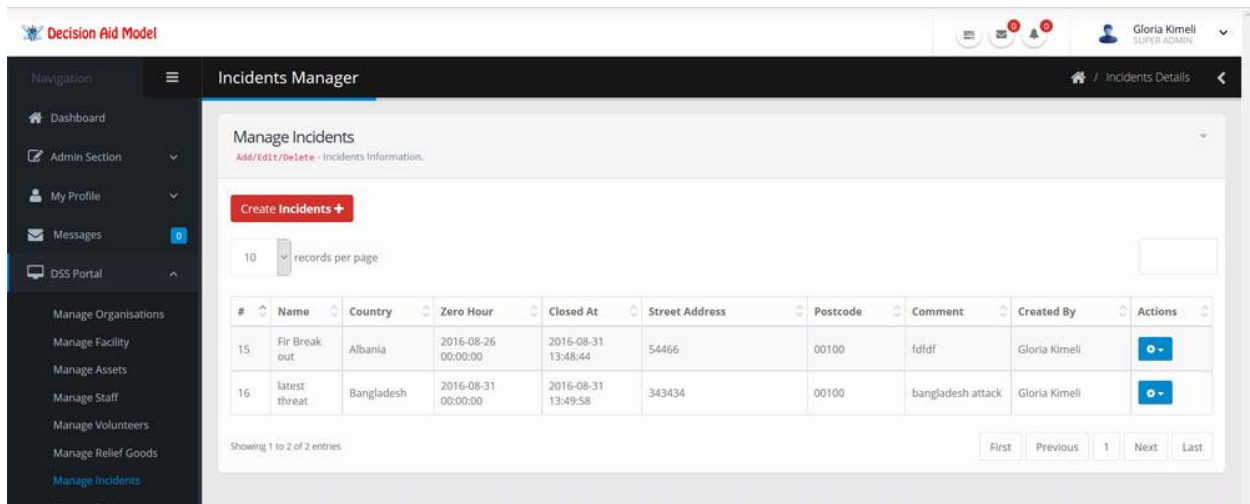 Decision Aid Model
0
0
Gloria Kimeli
SUPER ADMIN
Navigation
Incidents Manager
/ Incidents Details
Dashboard
Admin Section
My Profile
Messages
0
DSS Portal
Manage Organisations
Manage Facility
Manage Assets
Manage Staff
Manage Volunteers
Manage Relief Goods
Manage Incidents
Manage Incidents
Add/Edit/Delete - Incidents Information.
Create Incidents +
10 records per page
# Name Country Zero Hour Closed At Street Address Postcode Comment Created By Actions
15 Fir Break out Albania 2016-08-26 00:00:00 2016-08-31 13:48:44 54466 00100 fdfdf Gloria Kimeli
16 latest threat Bangladesh 2016-08-31 00:00:00 2016-08-31 13:49:58 343434 00100 bangladesh attack Gloria Kimeli
Showing 1 to 2 of 2 entries
First Previous 1 Next Last